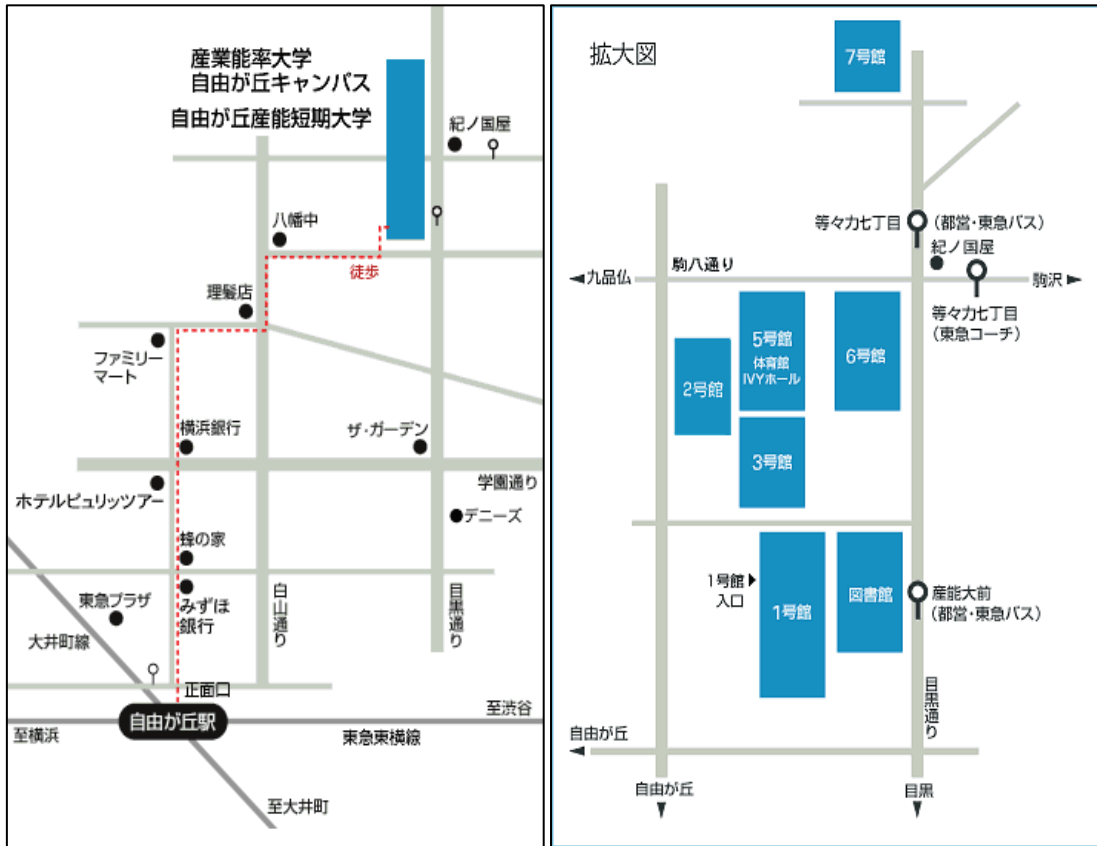 産業能率大学
自由が丘キャンパス
自由が丘産能短期大学
紀ノ国屋
八幡中
徒歩
理髪店
ファミリー
マート
横浜銀行
ザ・ガーデン
学園通り
ホテルピュリッツアー
デニーズ
蜂の家
東急プラザ
みずほ
銀行
白山通り
目黒通り
大井町線
正面口
自由が丘駅
至渋谷
至横浜
東急東横線
至大井町
拡大図
7号館
等々力七丁目
(都営・東急バス)
紀ノ国屋
駒八通り
九品仏
駒沢
等々力七丁目
(東急コーチ)
5号館
体育館
IVYホール
6号館
2号館
3号館
1号館
入口
1号館
図書館
産能大前
(都営・東急バス)
目黒通り
自由が丘
自由が丘
目黒